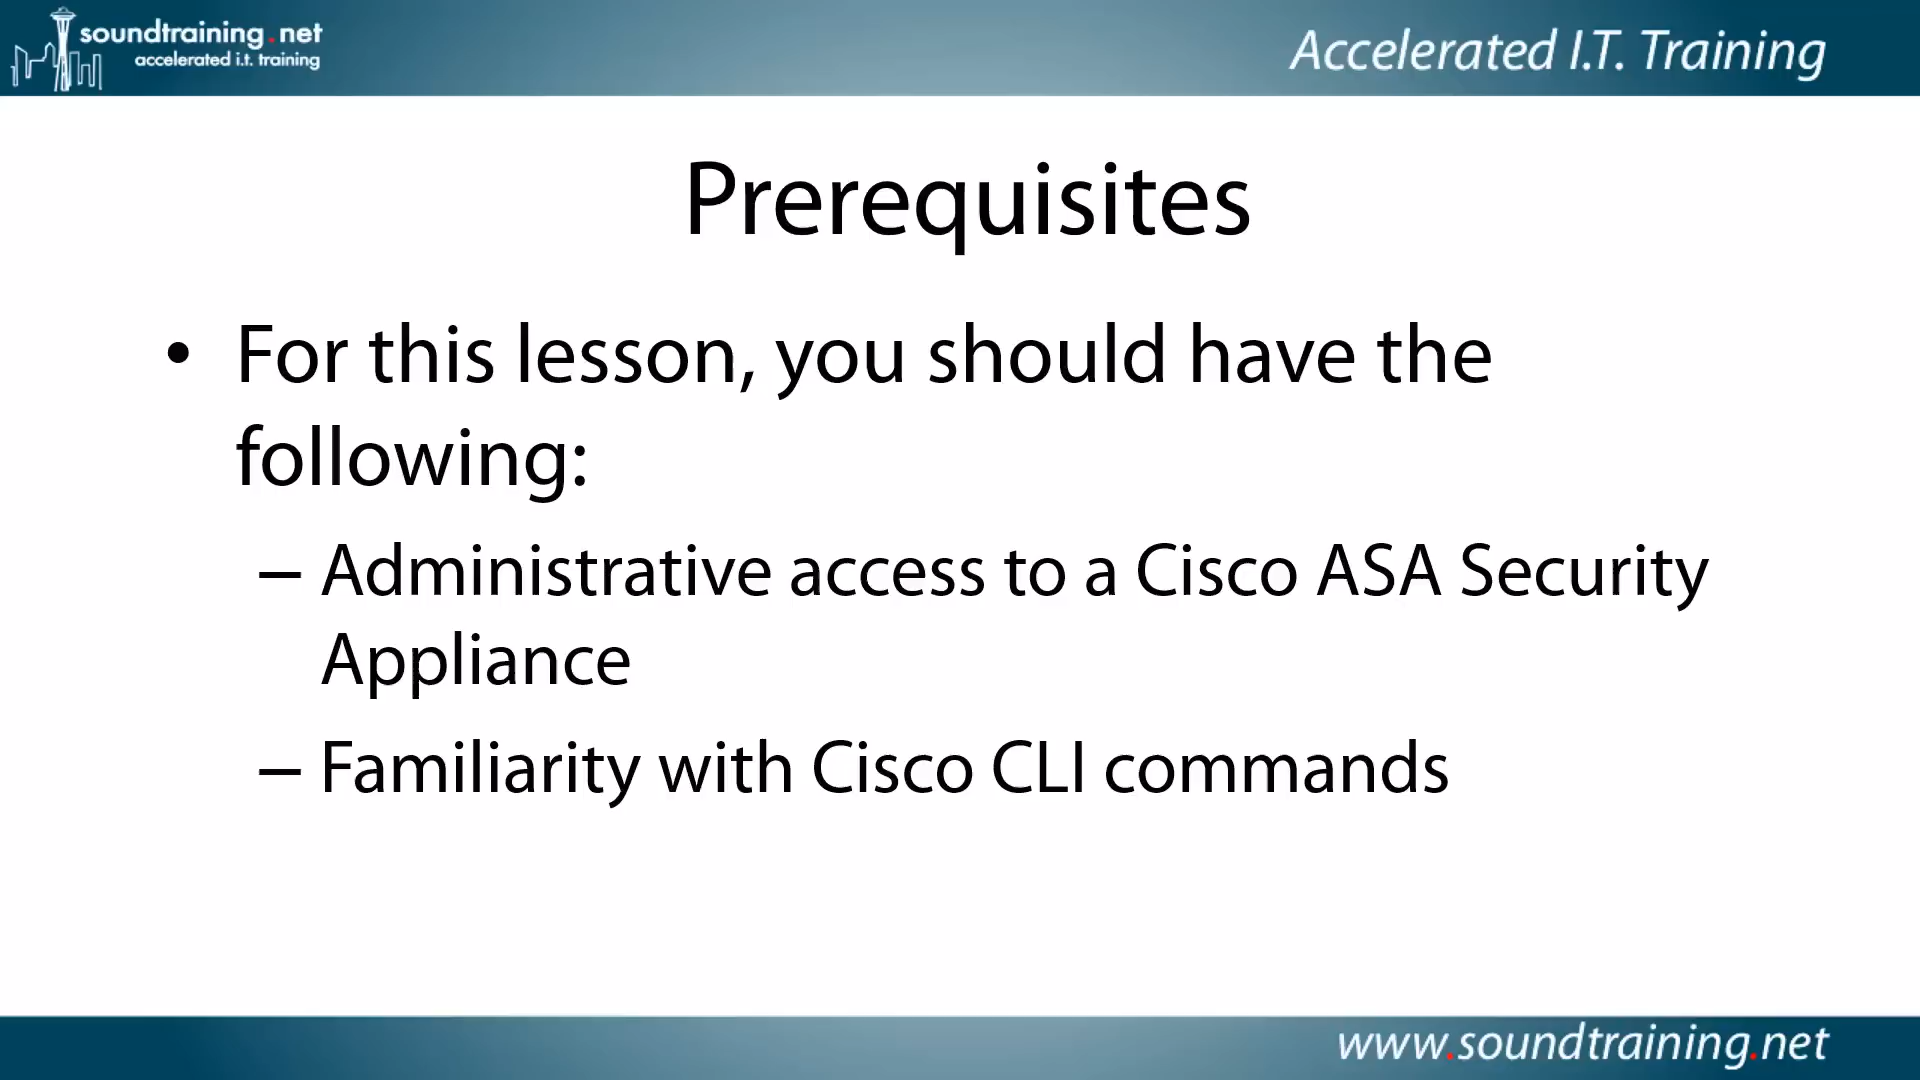 soundtraining.net
accelerated i.t. training
Accelerated I.T. Training
Prerequisites
• For this lesson, you should have the
following:
– Administrative access to a Cisco ASA Security
Appliance
– Familiarity with Cisco CLI commands
www.soundtraining.net